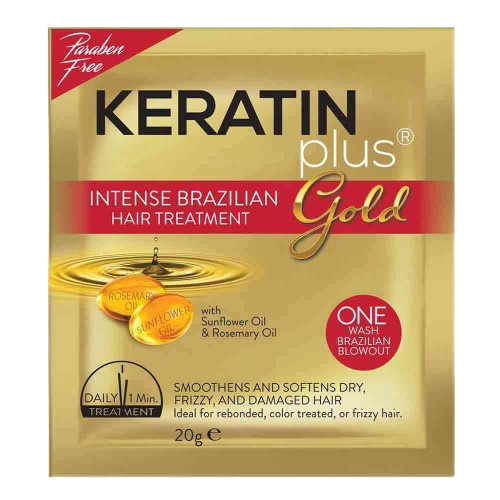 Paraben
Free
KERATIN
plus®
INTENSE BRAZILIAN
HAIR TREATMENT
Gold
ROSEMARY
OIL
SUNFLOWER
OIL
with
Sunflower Oil
& Rosemary Oil
ONE
WASH
BRAZILIAN
BLOWOUT
DAILY 1 Min.
TREATMENT
SMOOTHENS AND SOFTENS DRY,
FRIZZY, AND DAMAGED HAIR
Ideal for rebonded, color treated, or frizzy hair.
20g ℮